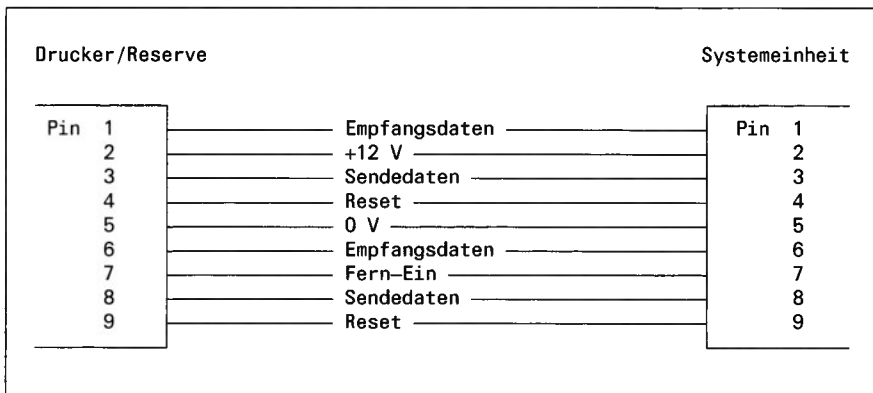 Drucker/Reserve Systemeinheit
Pin 1 Empfangsdaten Pin 1
2 +12 V 2
3 Sendedaten 3
4 Reset 4
5 0 V 5
6 Empfangsdaten 6
7 Fern–Ein 7
8 Sendedaten 8
9 Reset 9